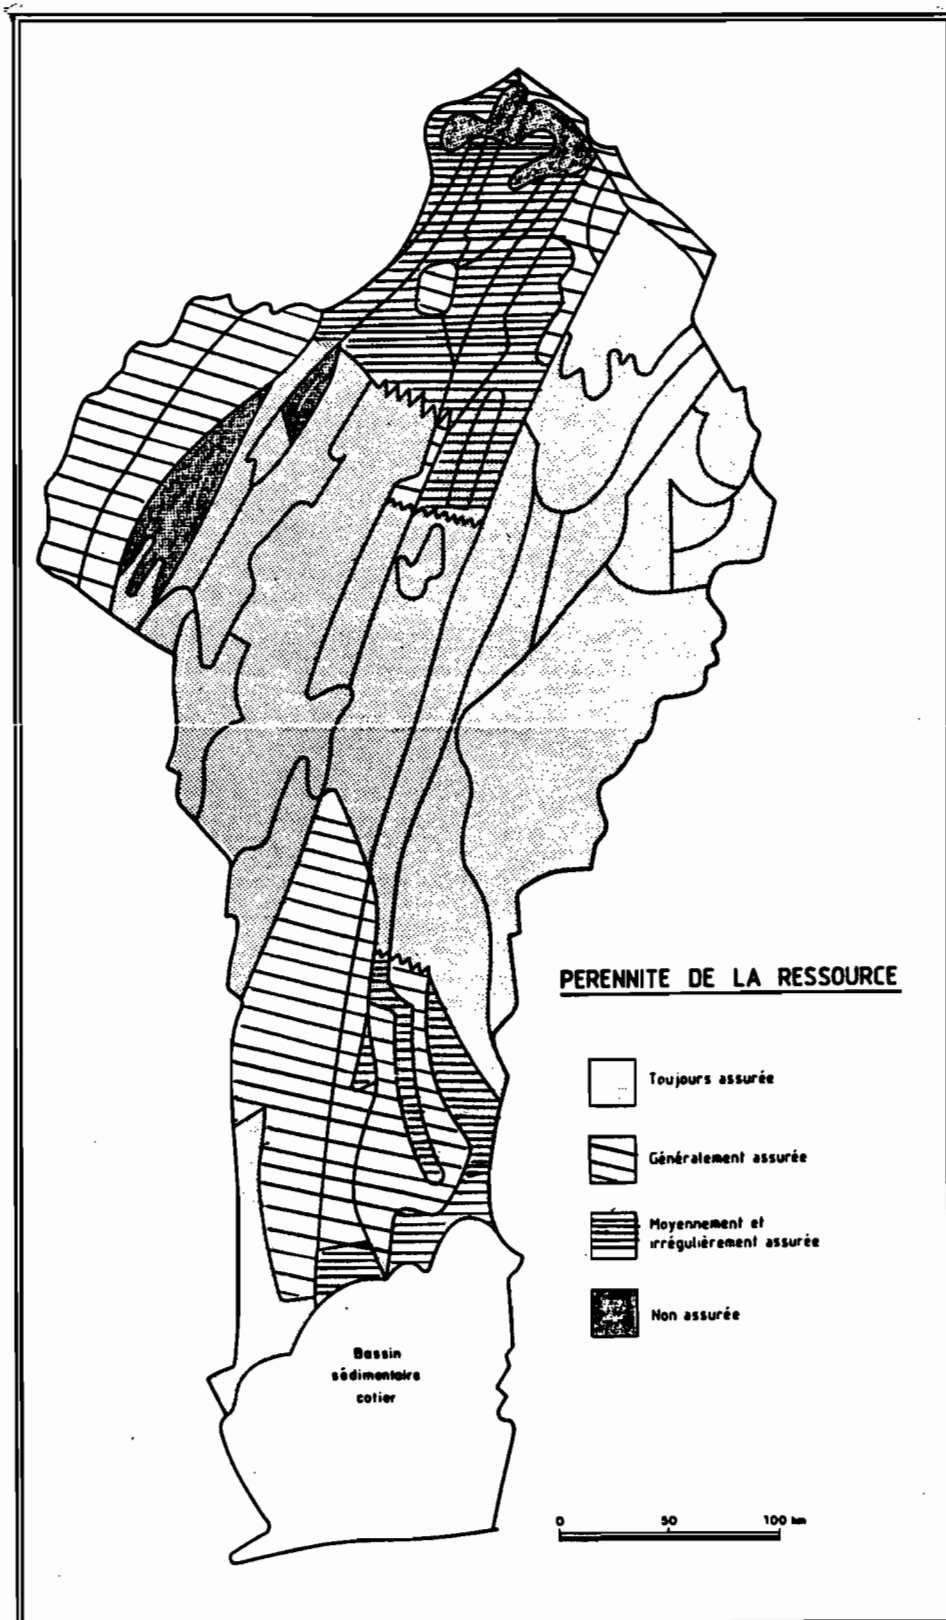 PERENNITE DE LA RESSOURCE
Toujours assurée
Généralement assurée
Moyennement et
irrégulièrement assurée
Non assurée
Bassin
sédimentaire
cotier
0 50 100 km